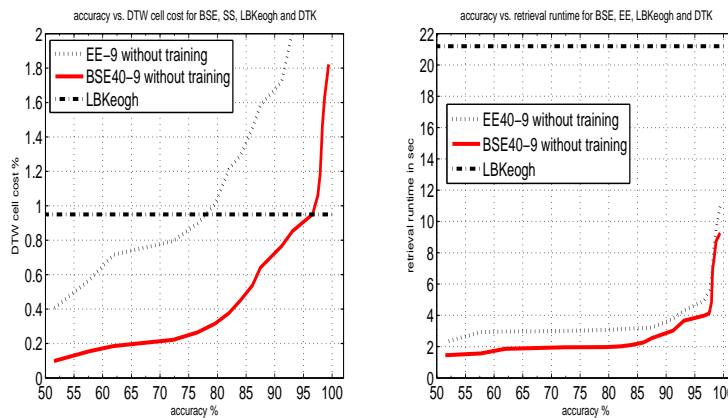 accuracy vs. DTW cell cost for BSE, SS, LBKeogh and DTK
2
1.8
1.6
1.4
1.2
1
0.8
0.6
0.4
0.2
0
DTW cell cost %
EE-9 without training
BSE40-9 without training
LBKeogh
50 55 60 65 70 75 80 85 90 95 100
accuracy %
accuracy vs. retrieval runtime for BSE, EE, LBKeogh and DTK
22
20
18
16
14
12
10
8
6
4
2
0
retrieval runtime in sec
EE40-9 without training
BSE40-9 without training
LBKeogh
50 55 60 65 70 75 80 85 90 95 100
accuracy %